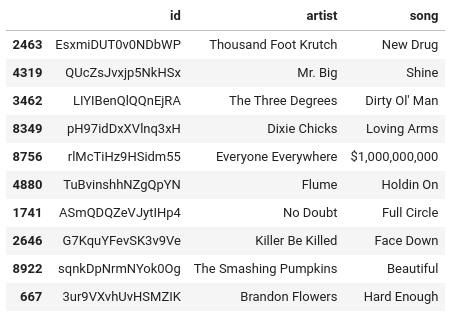 id artist song
2463 EsxmiDUT0v0NDbWP Thousand Foot Krutch New Drug
4319 QUcZsJvxjp5NkHSx Mr. Big Shine
3462 LIYIBenQlQQnEjRA The Three Degrees Dirty Ol' Man
8349 pH97idDxXVlnq3xH Dixie Chicks Loving Arms
8756 rlMcTiHz9HSidm55 Everyone Everywhere $1,000,000,000
4880 TuBvinshhNZgQpYN Flume Holdin On
1741 ASmQDQZeVJytIHp4 No Doubt Full Circle
2646 G7KquYFevSK3v9Ve Killer Be Killed Face Down
8922 sqnkDpNrmNYok0Og The Smashing Pumpkins Beautiful
667 3ur9VXvhUvHSMZIK Brandon Flowers Hard Enough